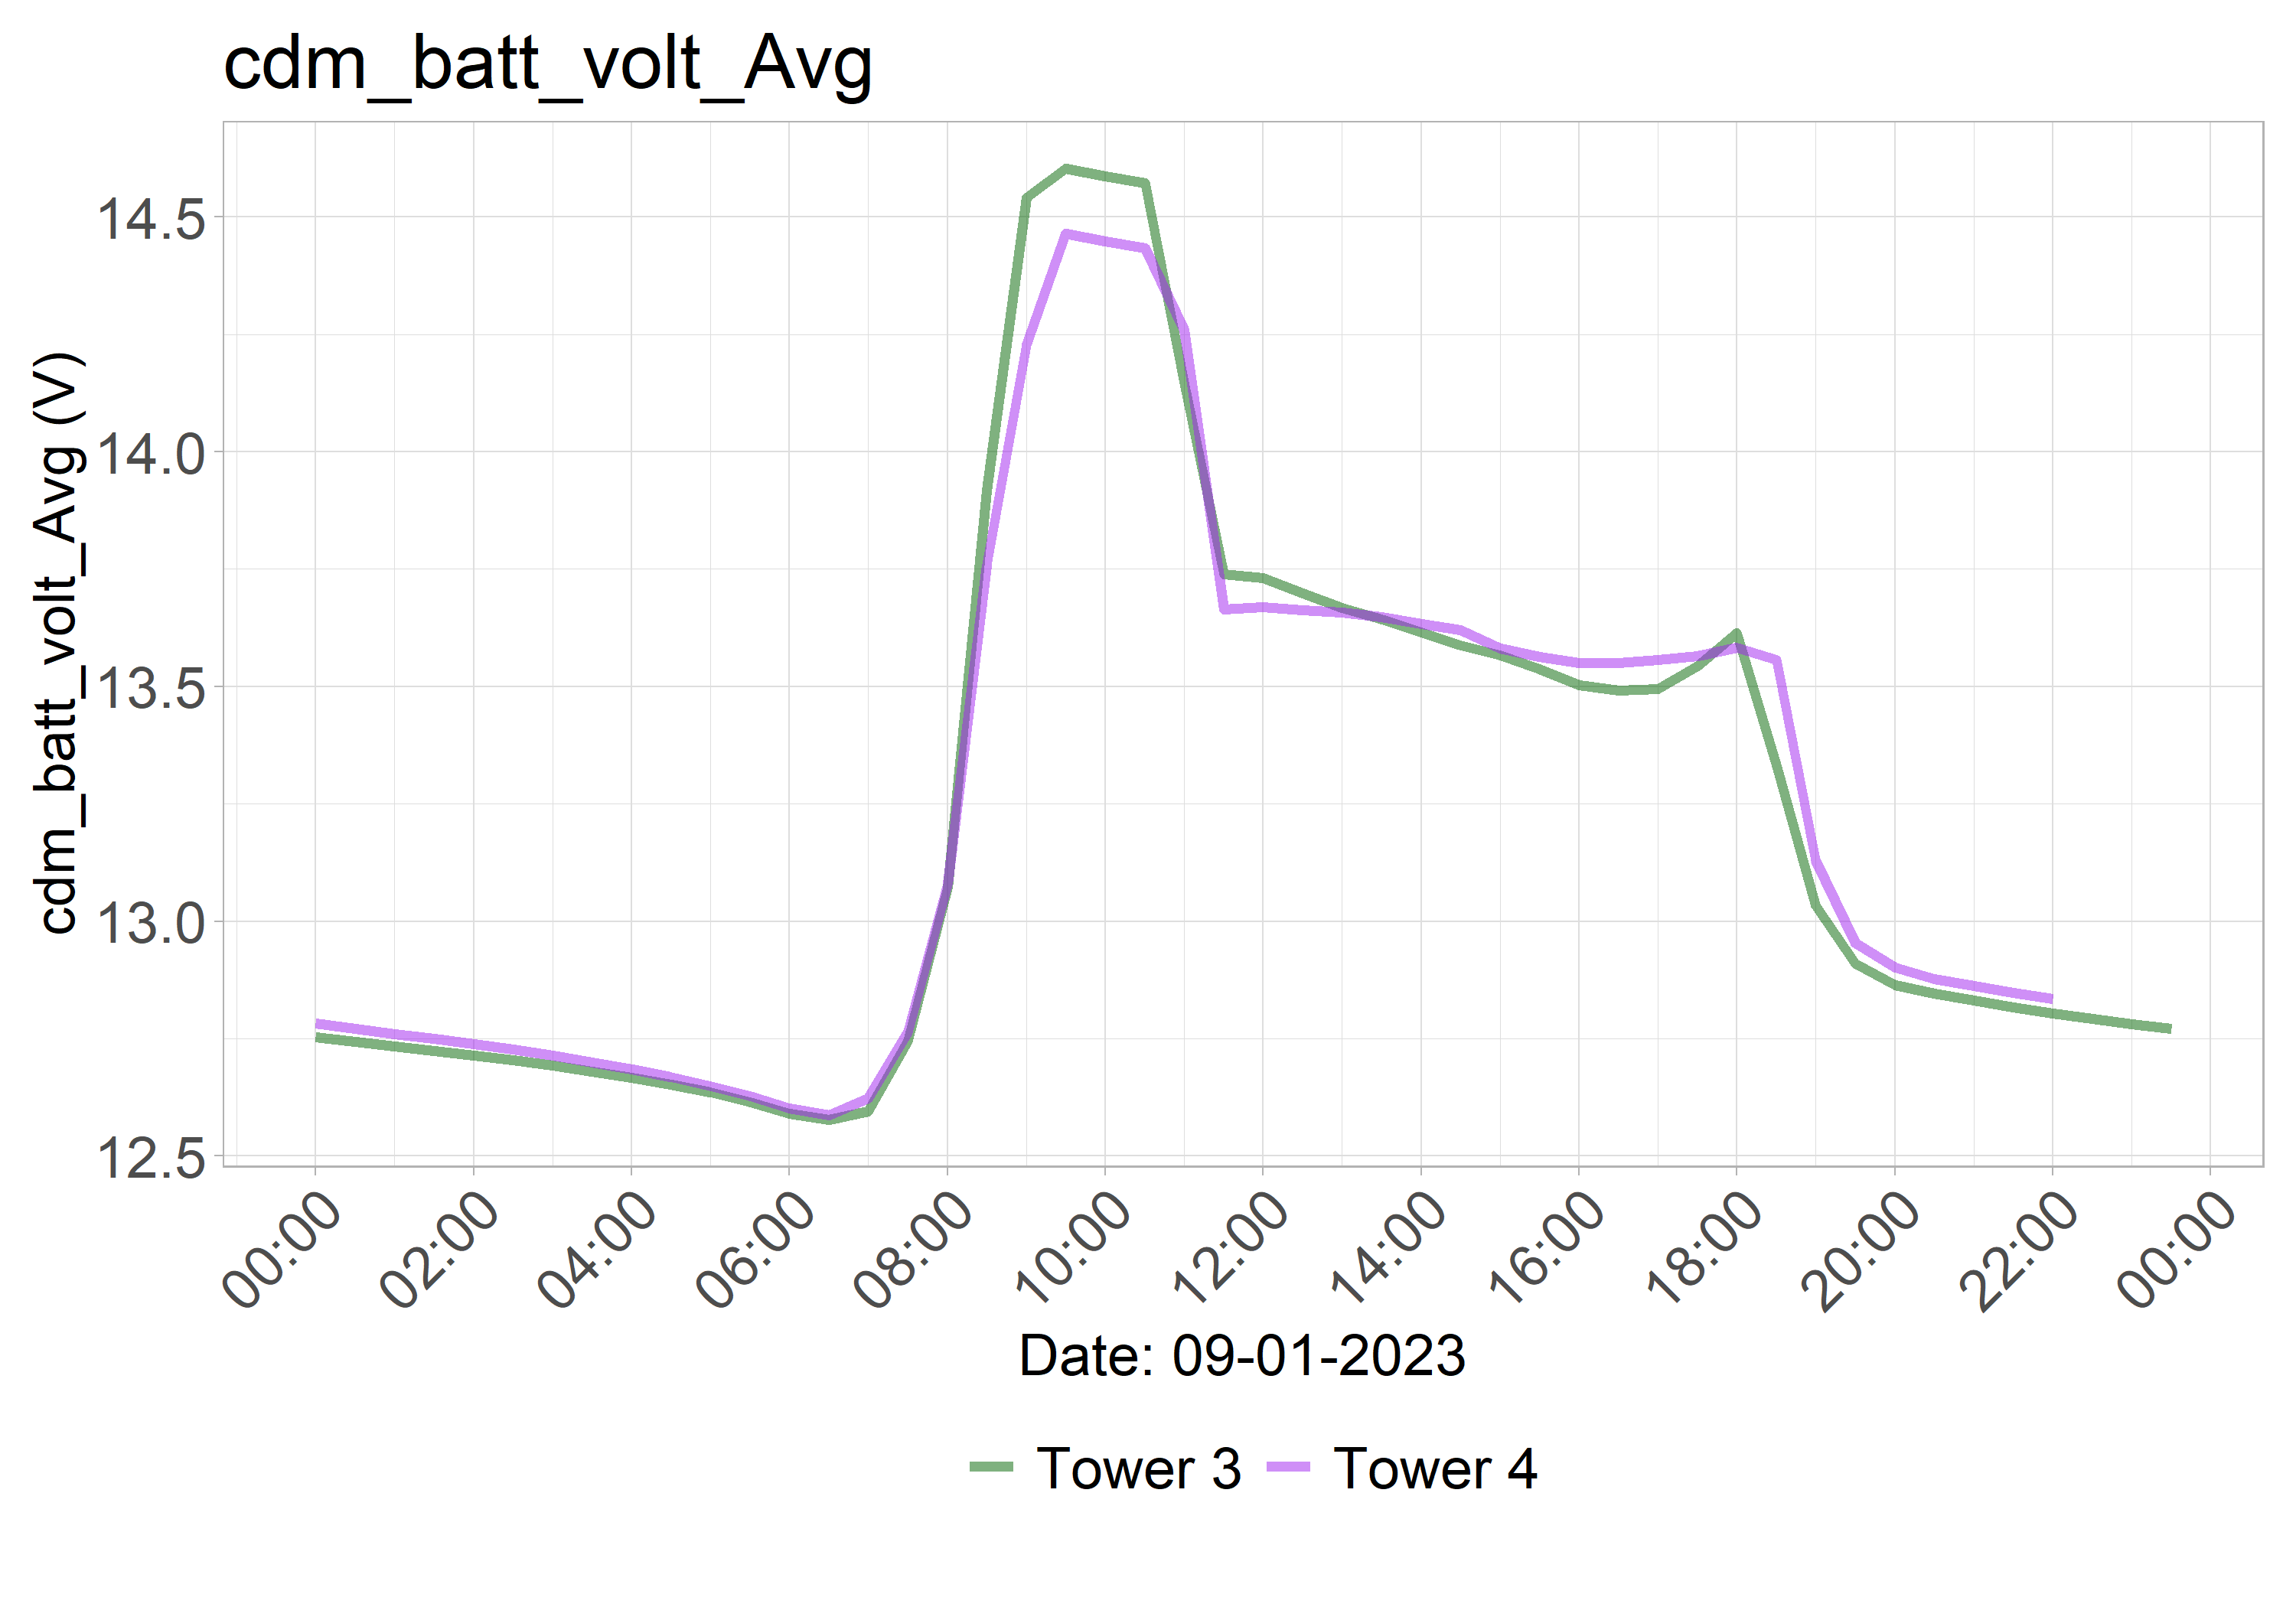 cdm_batt_volt_Avg
cdm_batt_volt_Avg (V)
14.5
14.0
13.5
13.0
12.5
00:00 02:00 04:00 06:00 08:00 10:00 12:00 14:00 16:00 18:00 20:00 22:00 00:00
Date: 09-01-2023
Tower 3 Tower 4